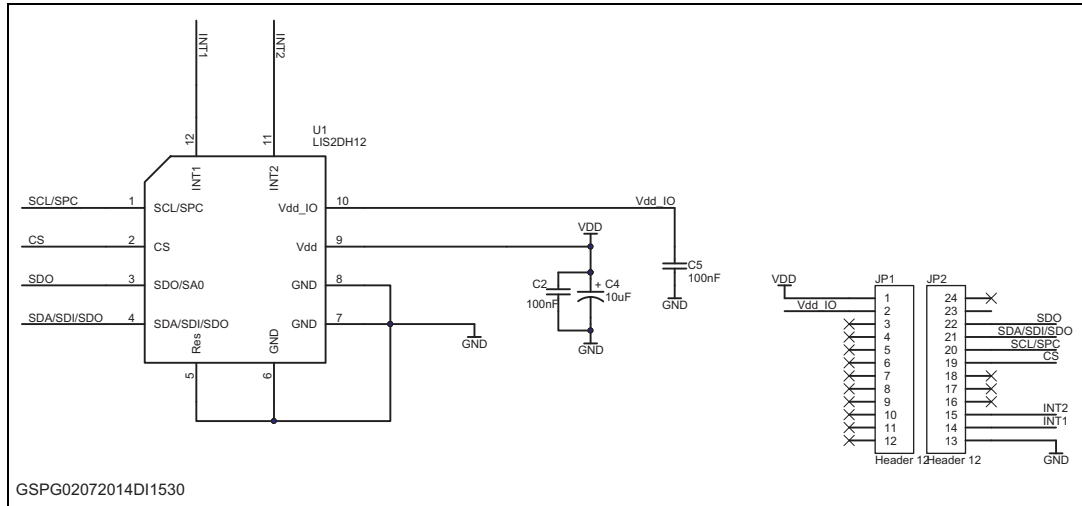 INT1
INT2
12
11
U1
LIS2DH12
INT1
INT2
SCL/SPC 1 SCL/SPC Vdd_IO 10 Vdd_IO
CS 2 CS Vdd 9 VDD
SDO 3 SDO/SA0 GND 8
SDA/SDI/SDO 4 SDA/SDI/SDO GND 7 GND
Res
GND
5
6
C2
100nF
+ C4
10uF
GND
C5
100nF
GND
VDD JP1 JP2
1 24
Vdd_IO 2 23
3 22 SDO
4 21 SDA/SDI/SDO
5 20 SCL/SPC
6 19 CS
7 18
8 17
9 16
10 15 INT2
11 14 INT1
12 13
Header 12 Header 12 GND
GSPG02072014DI1530